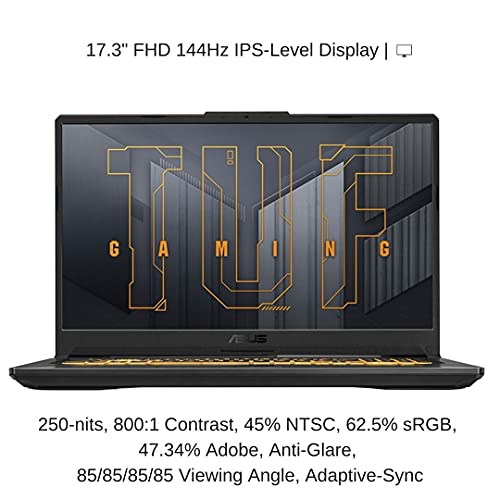 17.3" FHD 144Hz IPS-Level Display |
TUF
GAMING
ASUS
250-nits, 800:1 Contrast, 45% NTSC, 62.5% sRGB,
47.34% Adobe, Anti-Glare,
85/85/85/85 Viewing Angle, Adaptive-Sync